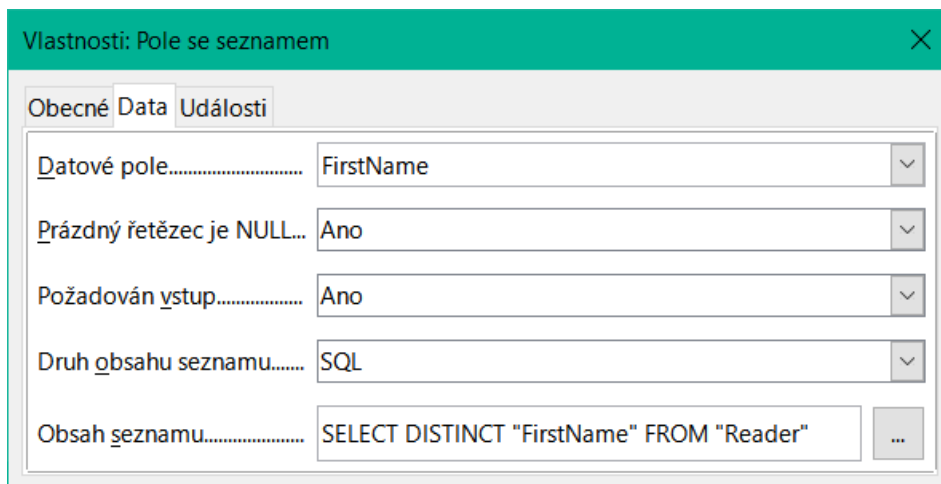 Vlastnosti: Pole se seznamem
Obecné Data Události
Datové pole............................ FirstName
Prázdný řetězec je NULL... Ano
Požadován vstup.................. Ano
Druh obsahu seznamu....... SQL
Obsah seznamu..................... SELECT DISTINCT "FirstName" FROM "Reader" ...